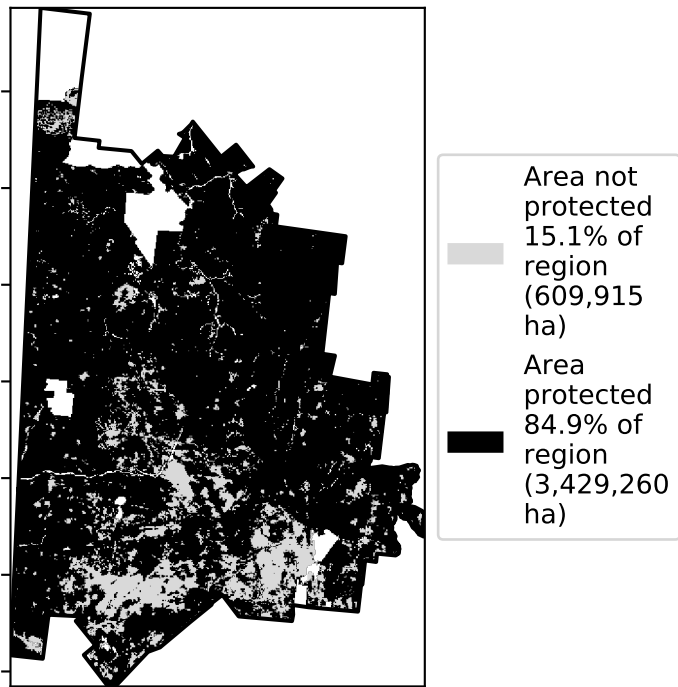 Area not
protected
15.1% of
region
(609,915
ha)
Area
protected
84.9% of
region
(3,429,260
ha)